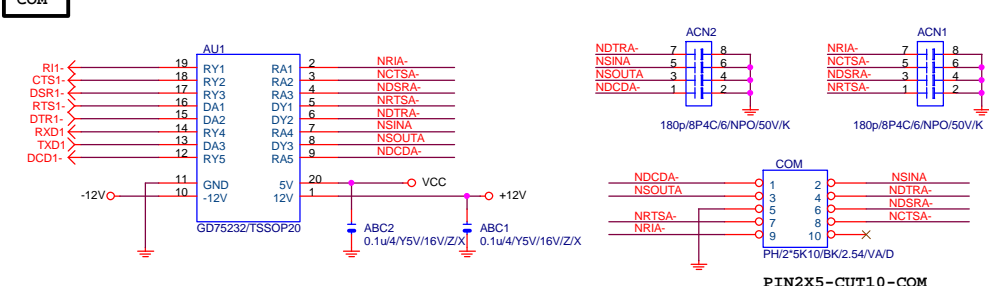 COM
AU1
RI1- 19 RY1 RA1 2 NRIA-
CTS1- 18 RY2 RA2 3 NCTSA-
DSR1- 17 RY3 RA3 4 NDSRA-
RTS1- 16 DA1 DY1 5 NRTSA-
DTR1- 15 DA2 DY2 6 NDTRA-
RXD1 14 RY4 RA4 7 NSINA
TXD1 13 DA3 DY3 8 NSOUTA
DCD1- 12 RY5 RA5 9 NDCDA-
11 GND 5V 20 VCC
-12V 10 -12V 12V 1 +12V
GD75232/TSSOP20
ABC2
0.1u/4/Y5V/16V/Z/X
ABC1
0.1u/4/Y5V/16V/Z/X
ACN2
NDTRA- 7 8
NSINA 5 6
NSOUTA 3 4
NDCDA- 1 2
180p/8P4C/6/NPO/50V/K
ACN1
NRIA- 7 8
NCTSA- 5 6
NDSRA- 3 4
NRTSA- 1 2
180p/8P4C/6/NPO/50V/K
COM
NDCDA- 1 2 NSINA
NSOUTA 3 4 NDTRA-
5 6 NDSRA-
NRTSA- 7 8 NCTSA-
NRIA- 9 10
PH/2*5K10/BK/2.54/VA/D
PIN2X5-CUT10-COM